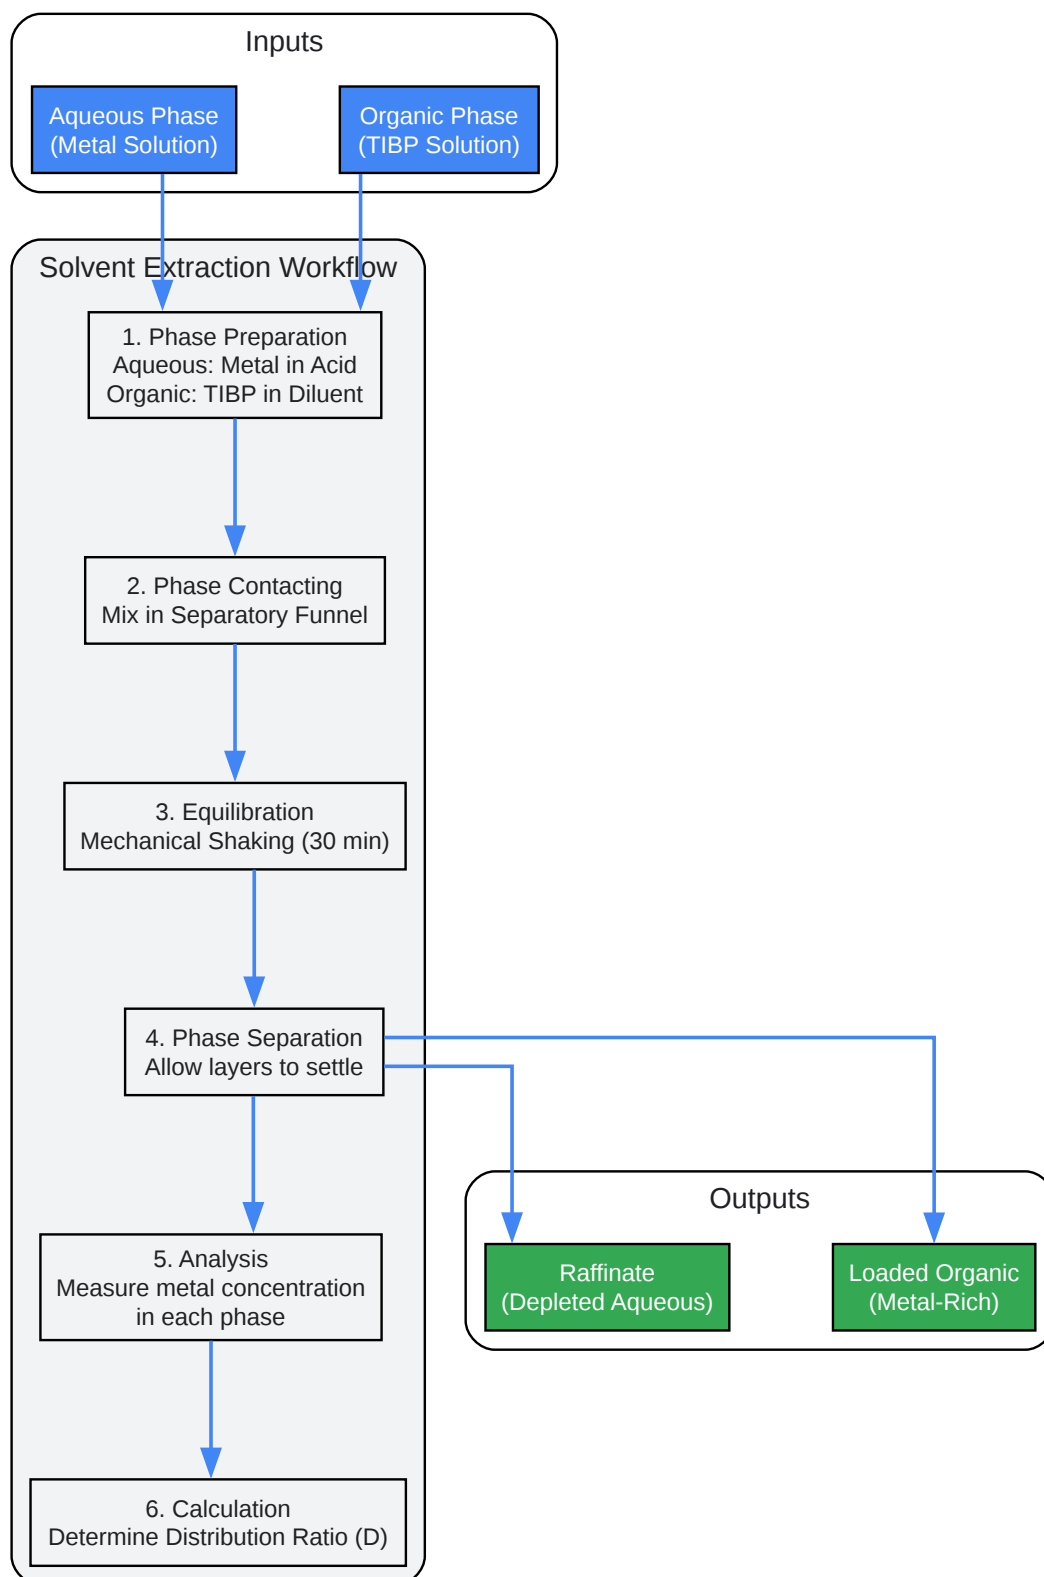 Inputs
Aqueous Phase
(Metal Solution)
Organic Phase
(TIBP Solution)
Solvent Extraction Workflow
1. Phase Preparation
Aqueous: Metal in Acid
Organic: TIBP in Diluent
2. Phase Contacting
Mix in Separatory Funnel
3. Equilibration
Mechanical Shaking (30 min)
4. Phase Separation
Allow layers to settle
Outputs
Raffinate
(Depleted Aqueous)
Loaded Organic
(Metal-Rich)
5. Analysis
Measure metal concentration
in each phase
6. Calculation
Determine Distribution Ratio (D)